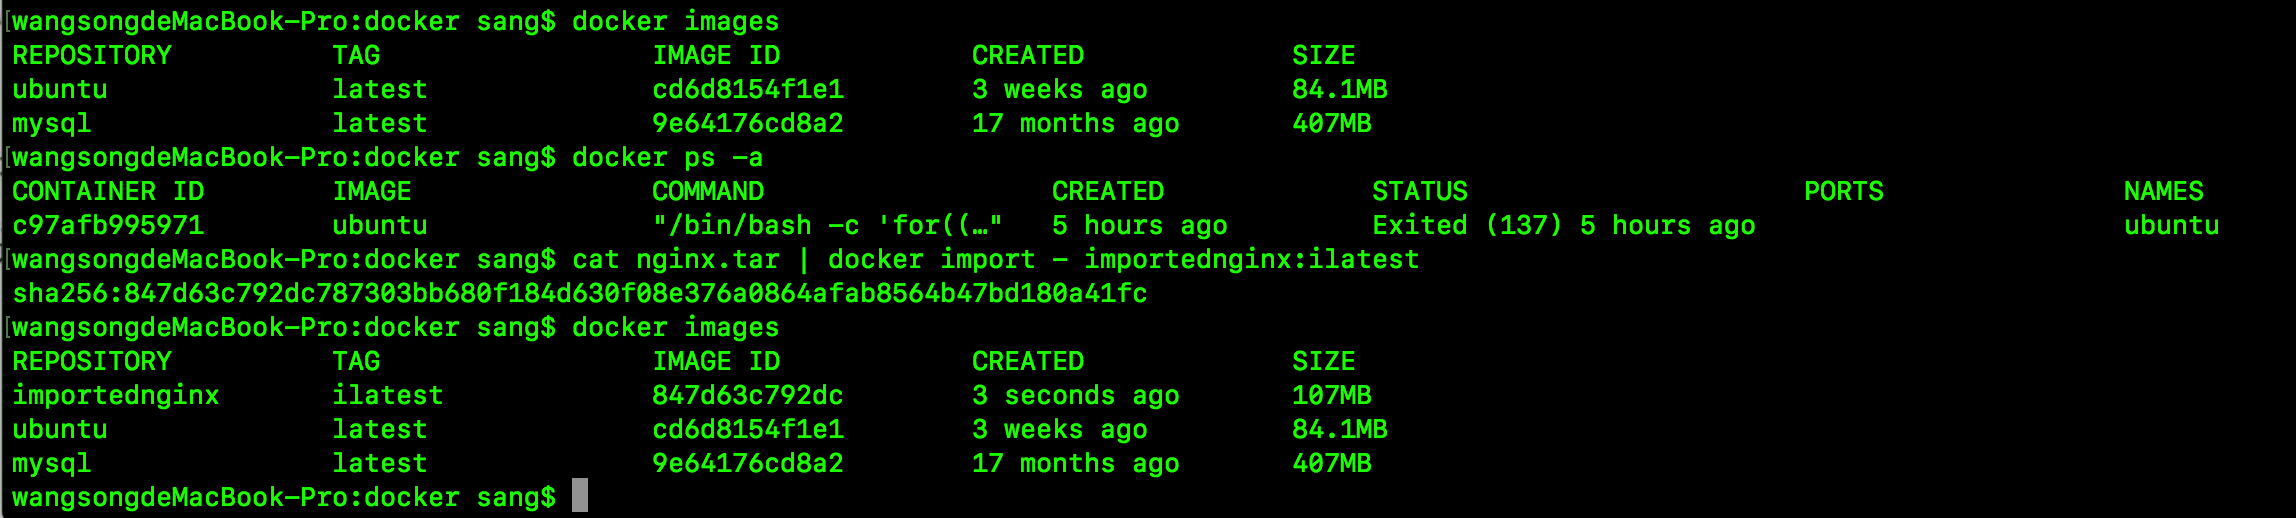 [wangsongdeMacBook-Pro:docker sang$ docker images
REPOSITORY TAG IMAGE ID CREATED SIZE
ubuntu latest cd6d8154f1e1 3 weeks ago 84.1MB
mysql latest 9e64176cd8a2 17 months ago 407MB
[wangsongdeMacBook-Pro:docker sang$ docker ps -a
CONTAINER ID IMAGE COMMAND CREATED STATUS PORTS NAMES
c97afb995971 ubuntu "/bin/bash -c 'for((…" 5 hours ago Exited (137) 5 hours ago ubuntu
[wangsongdeMacBook-Pro:docker sang$ cat nginx.tar | docker import - importednginx:ilatest
sha256:847d63c792dc787303bb680f184d630f08e376a0864afab8564b47bd180a41fc
[wangsongdeMacBook-Pro:docker sang$ docker images
REPOSITORY TAG IMAGE ID CREATED SIZE
importednginx ilatest 847d63c792dc 3 seconds ago 107MB
ubuntu latest cd6d8154f1e1 3 weeks ago 84.1MB
mysql latest 9e64176cd8a2 17 months ago 407MB
wangsongdeMacBook-Pro:docker sang$